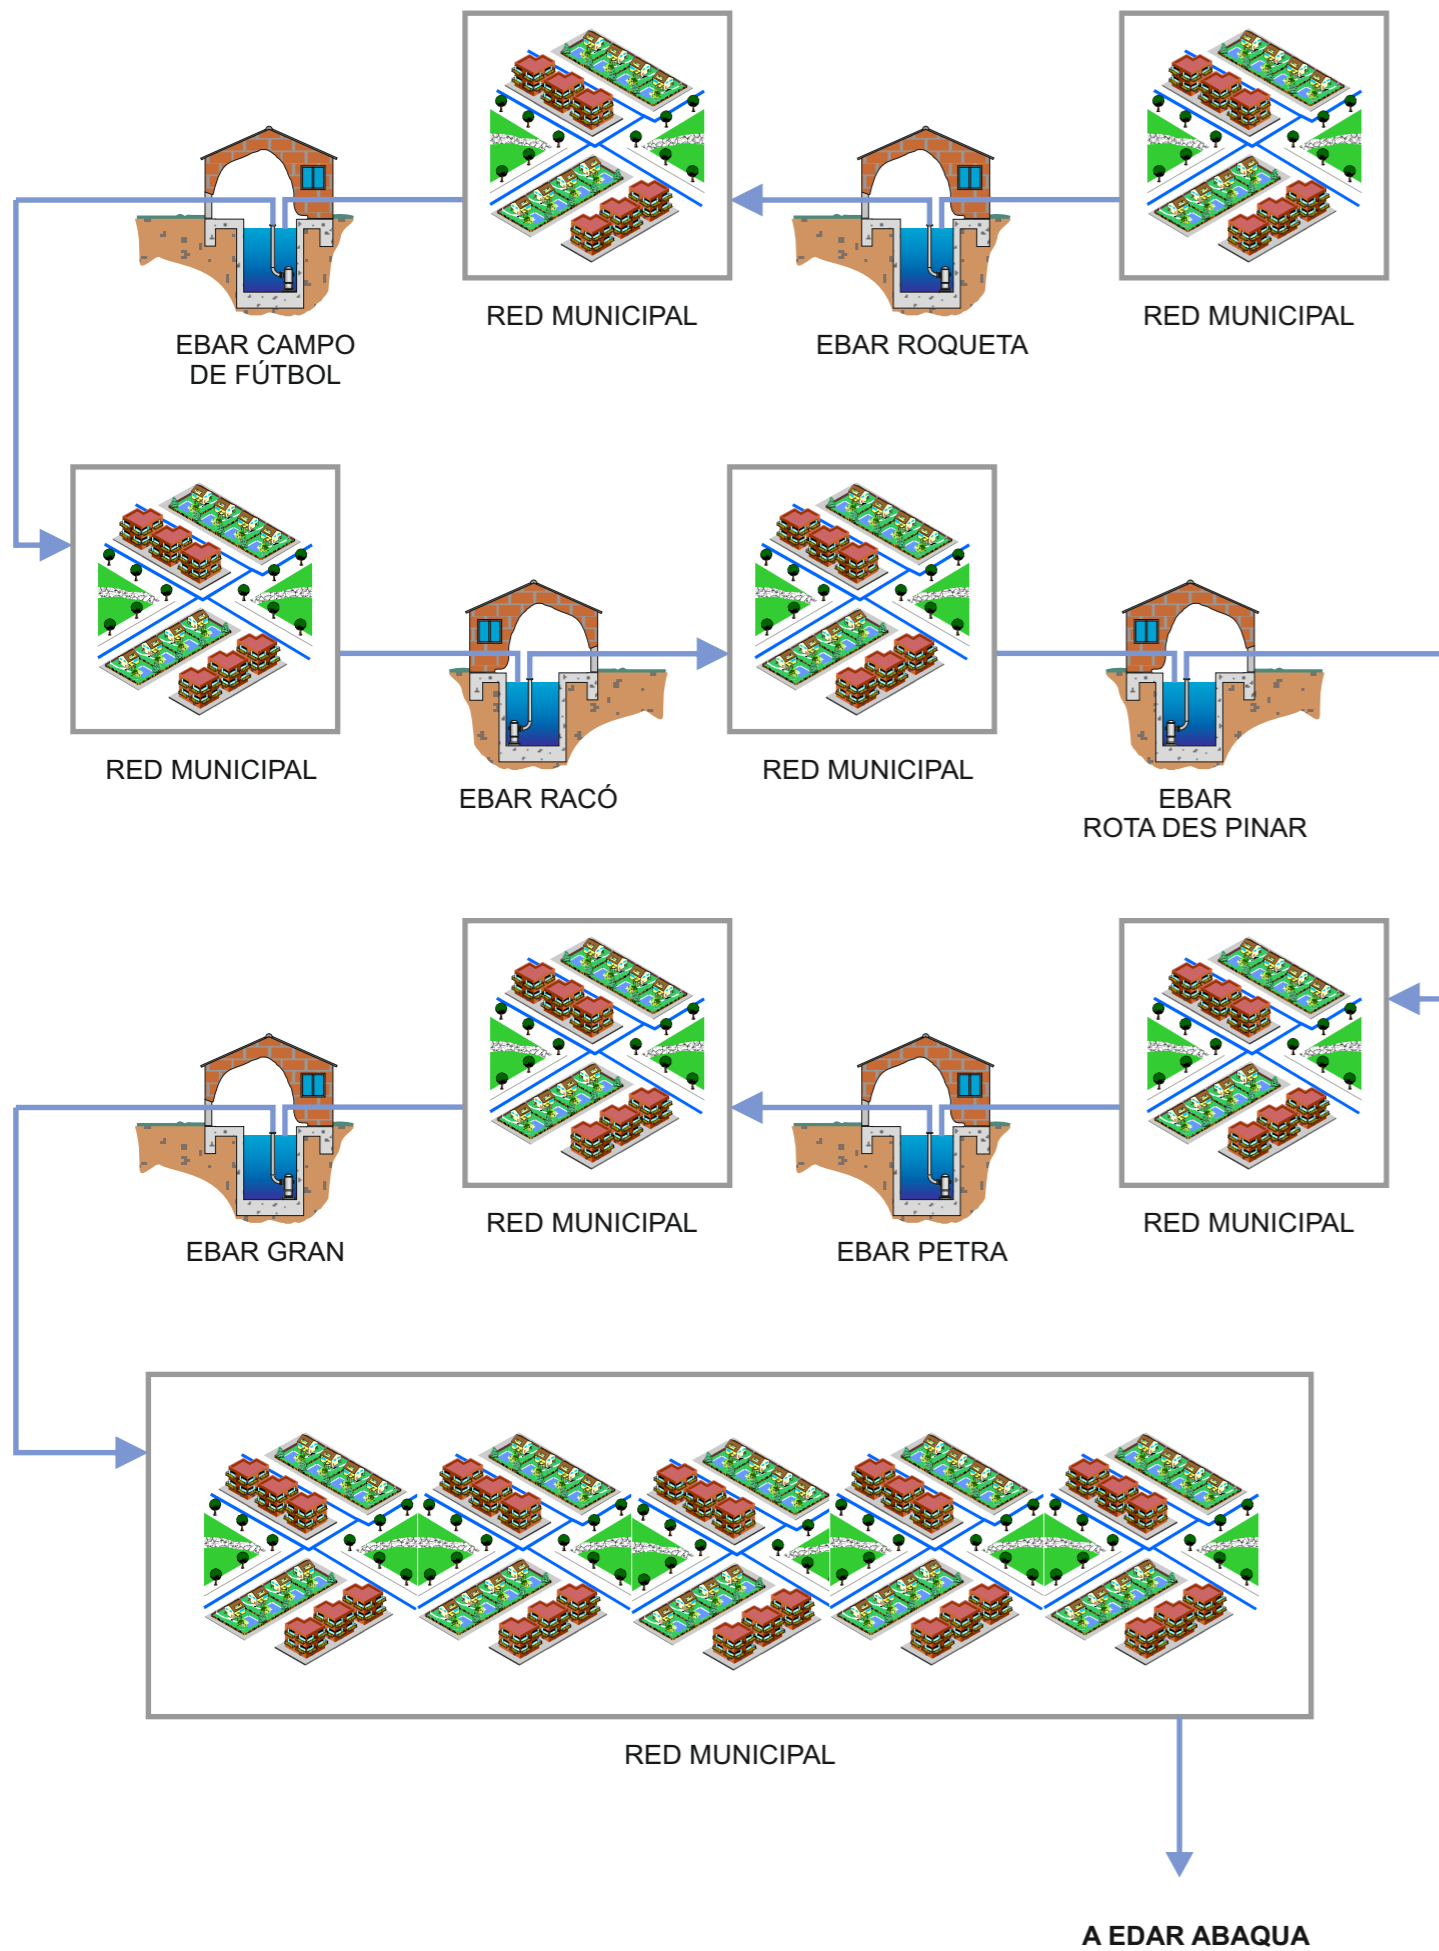 RED MUNICIPAL
RED MUNICIPAL
EBAR CAMPO
DE FÚTBOL
EBAR ROQUETA
RED MUNICIPAL
RED MUNICIPAL
EBAR RACÓ
EBAR
ROTA DES PINAR
RED MUNICIPAL
RED MUNICIPAL
EBAR GRAN
EBAR PETRA
RED MUNICIPAL
A EDAR ABAQUA